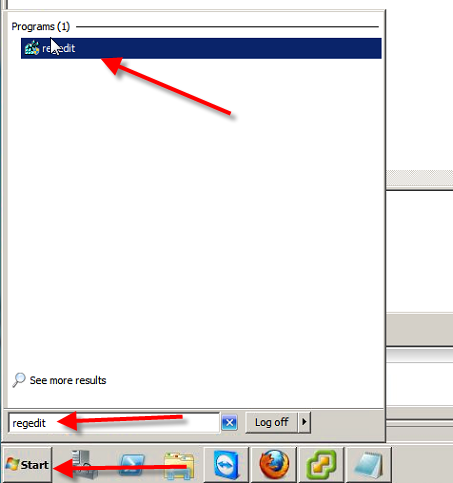 Programs (1)
regedit
See more results
regedit
Log off
Start